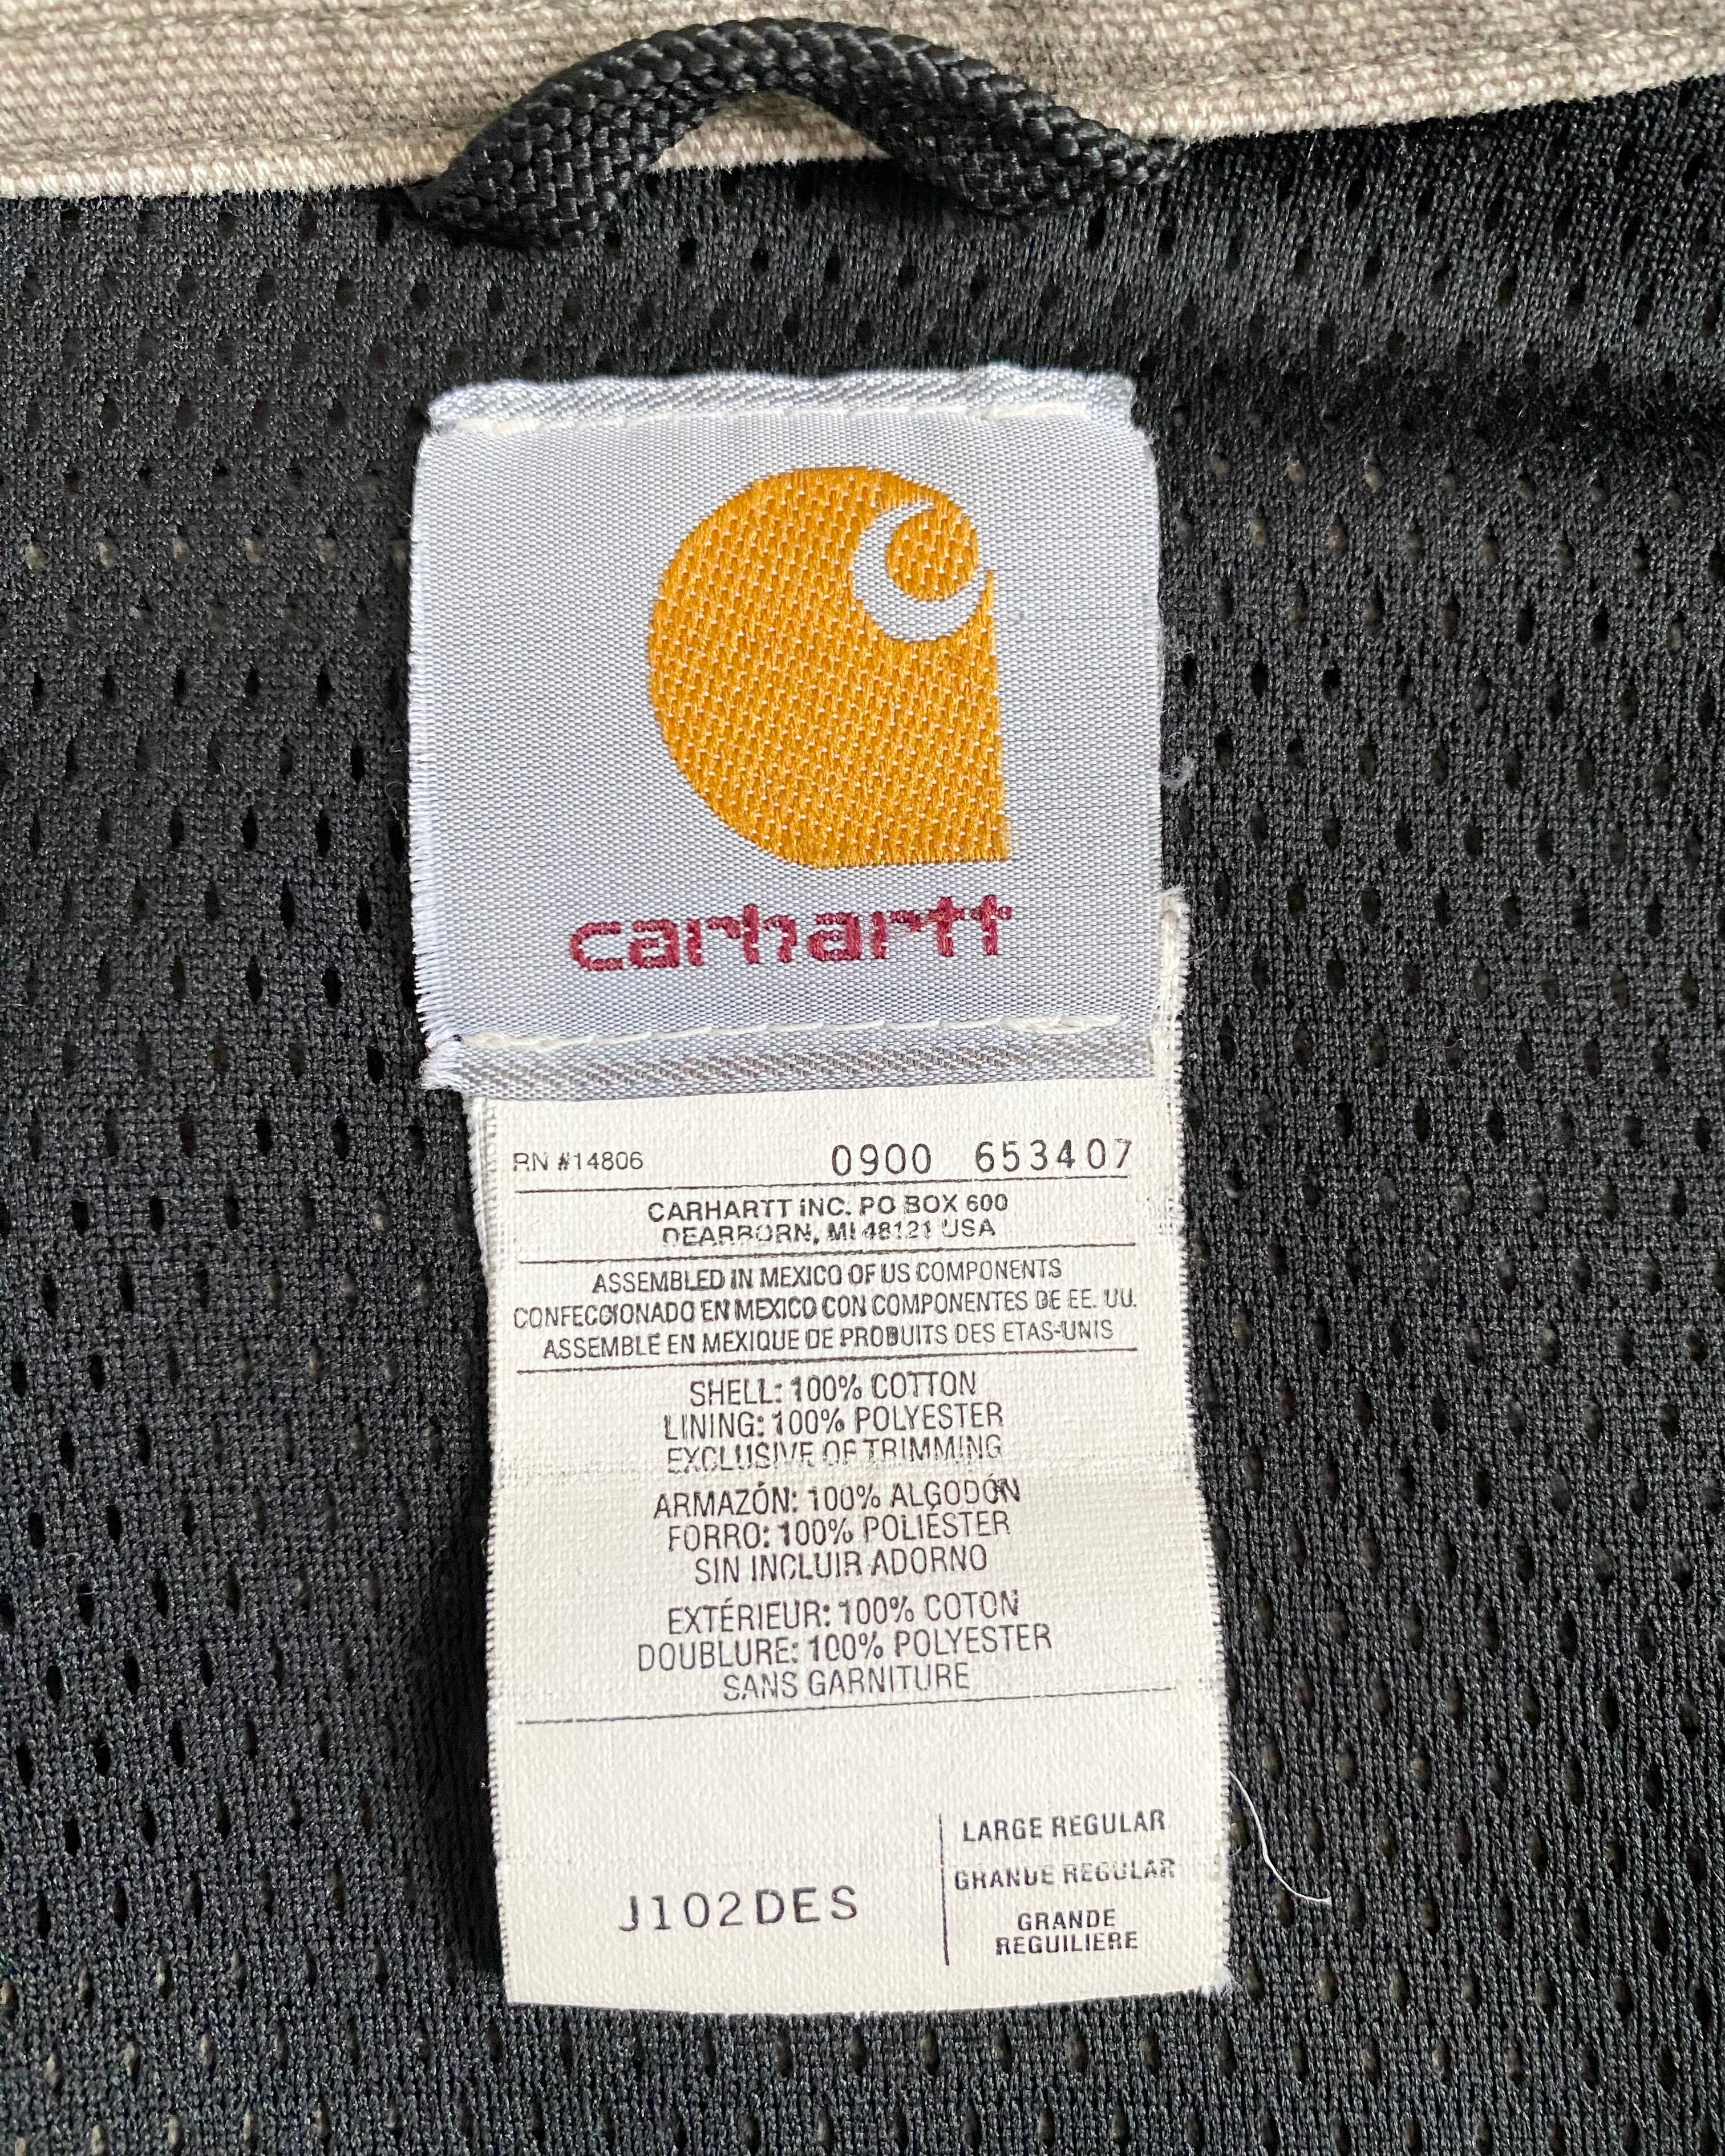 carhartt
RN #14806 0900 653407
CARHARTT INC. PO BOX 600
DEARBORN, MI 48121 USA
ASSEMBLED IN MEXICO OF US COMPONENTS
CONFECCIONADO EN MEXICO CON COMPONENTES DE EE. UU.
ASSEMBLE EN MEXIQUE DE PRODUITS DES ETAS-UNIS
SHELL: 100% COTTON
LINING: 100% POLYESTER
EXCLUSIVE OF TRIMMING
ARMAZÓN: 100% ALGODÓN
FORRO: 100% POLIÉSTER
SIN INCLUIR ADORNO
EXTÉRIEUR: 100% COTON
DOUBLURE: 100% POLYESTER
SANS GARNITURE
J102DES
LARGE REGULAR
GRANDE REGULAR
GRANDE
REGUILIERE